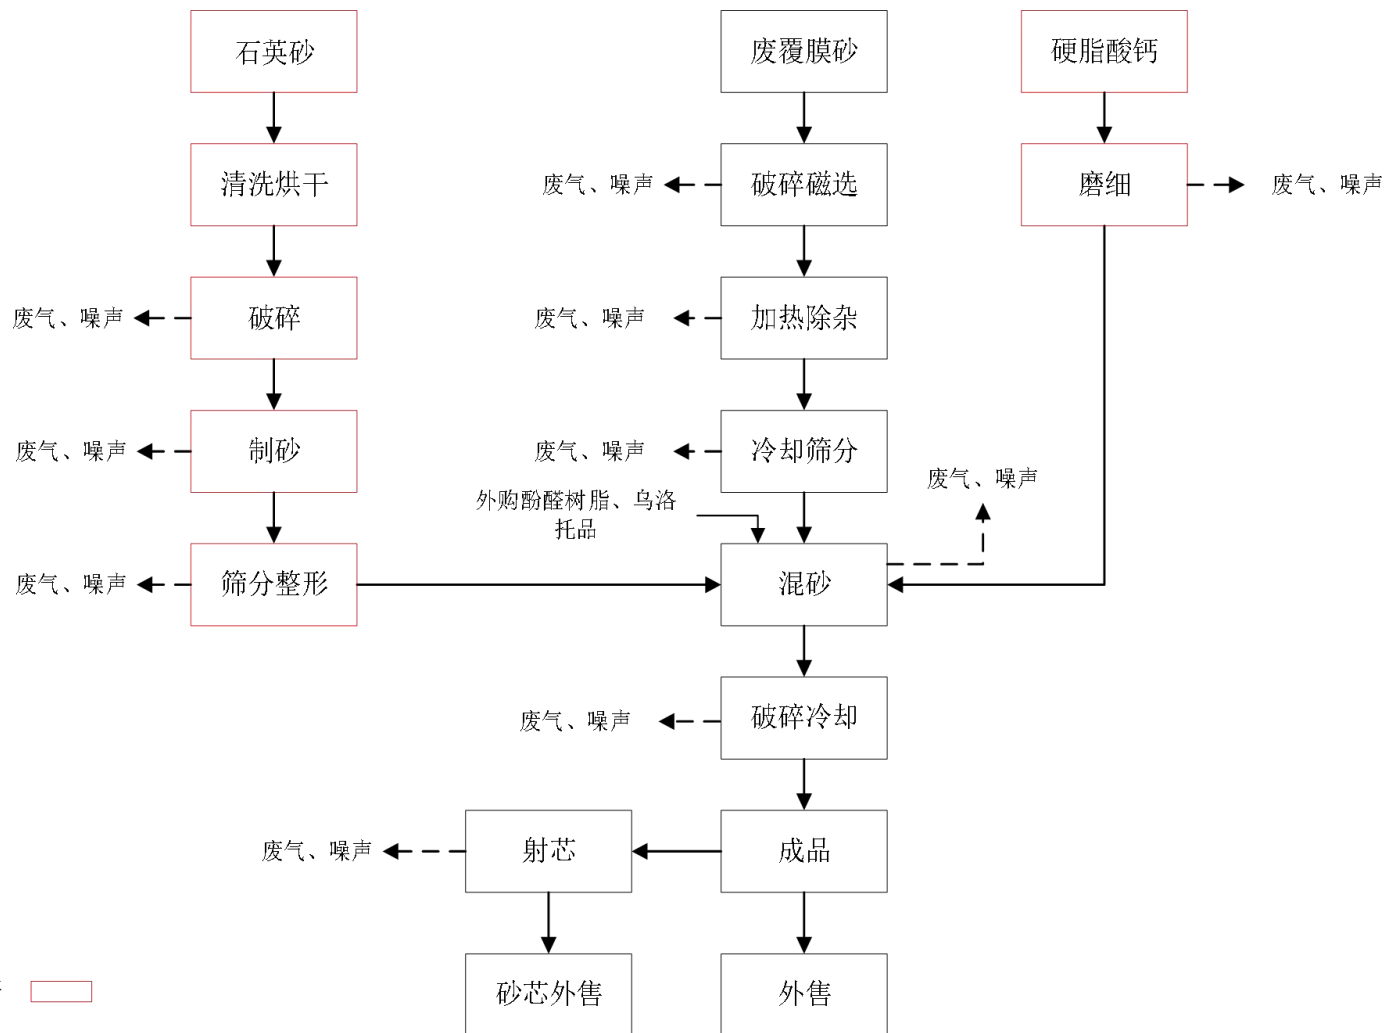 石英砂
废覆膜砂
硬脂酸钙
清洗烘干
废气、噪声
破碎磁选
磨细
废气、噪声
废气、噪声
破碎
废气、噪声
加热除杂
废气、噪声
制砂
废气、噪声
冷却筛分
外购酚醛树脂、乌洛
托品
废气、噪声
废气、噪声
筛分整形
混砂
废气、噪声
破碎冷却
废气、噪声
射芯
成品
砂芯外售
外售